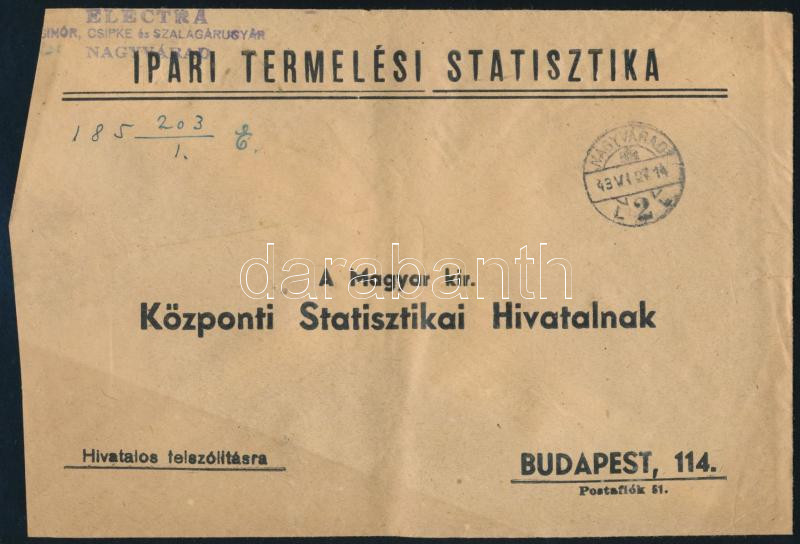 ELECTRA
ZSINÓR, CSIPKE és SZALAGÁRUGYÁR
NAGYVÁRAD
IPARI TERMELÉSI STATISZTIKA
185 203
1.
NAGYVÁRAD
43 VI 14
L 2
darabanth
A Magyar kir.
Központi Statisztikai Hivatalnak
Hivatalos felszólításra
BUDAPEST, 114.
Postafiók 51.